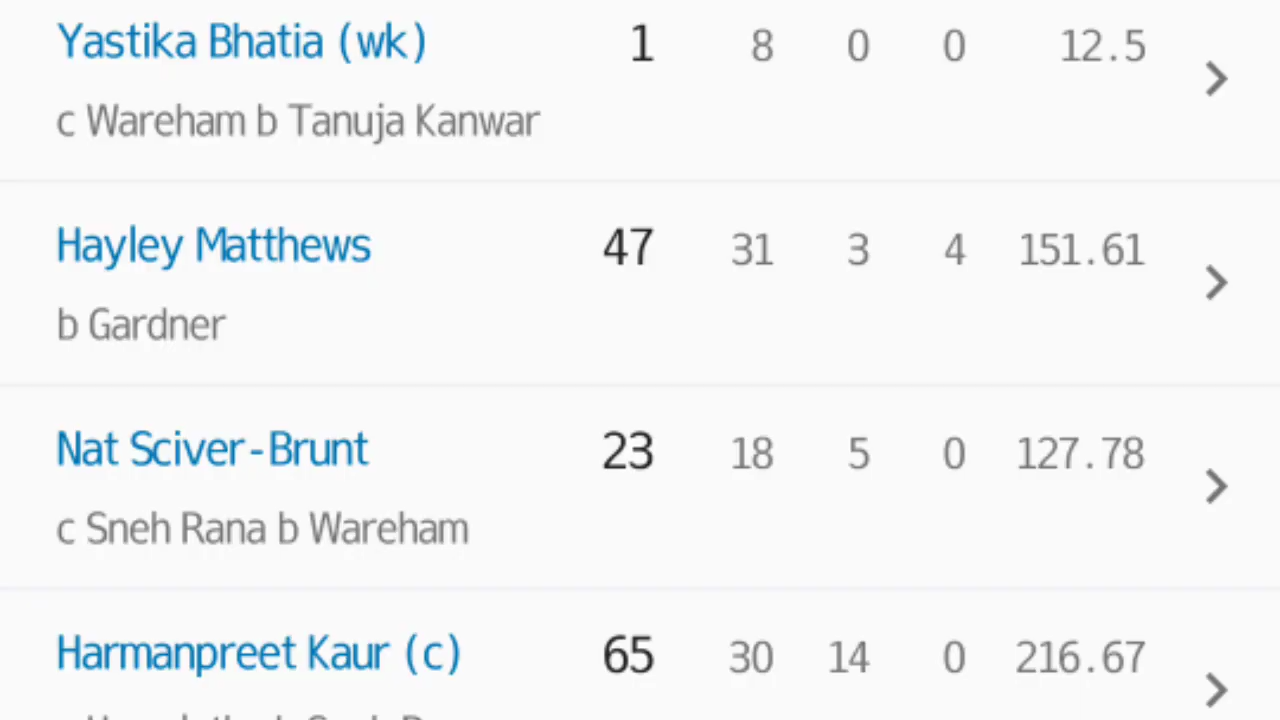 Yastika Bhatia (wk) 1 8 0 0 12.5
c Wareham b Tanuja Kanwar
Hayley Matthews 47 31 3 4 151.61
b Gardner
Nat Sciver-Brunt 23 18 5 0 127.78
c Sneh Rana b Wareham
Harmanpreet Kaur (c) 65 30 14 0 216.67